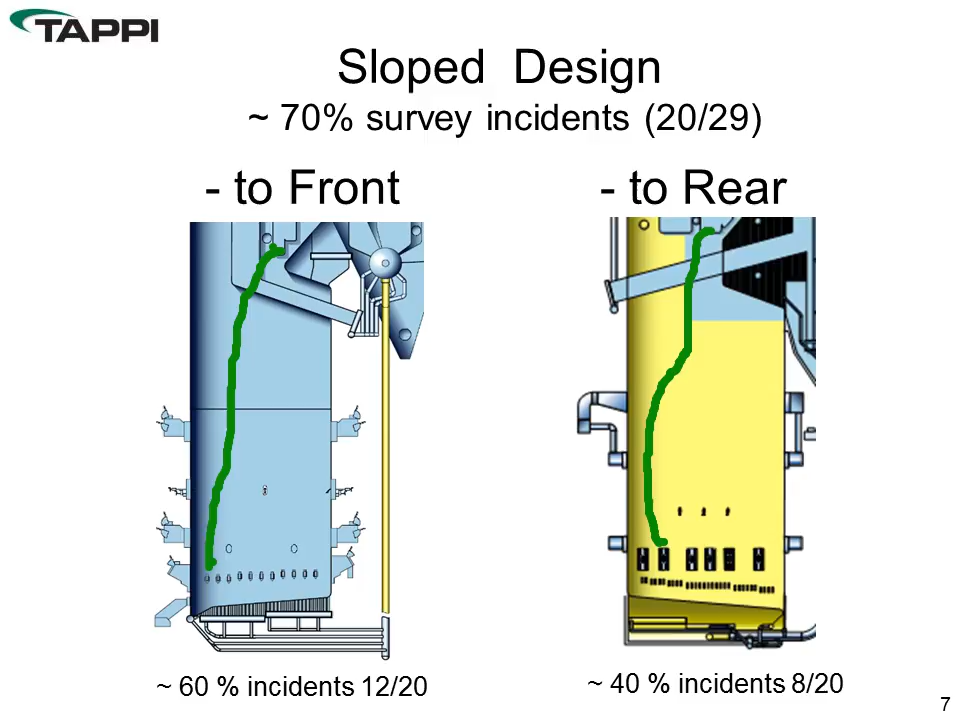 TAPPI
Sloped Design
~ 70% survey incidents (20/29)
- to Front
- to Rear
~ 60 % incidents 12/20
~ 40 % incidents 8/20
7